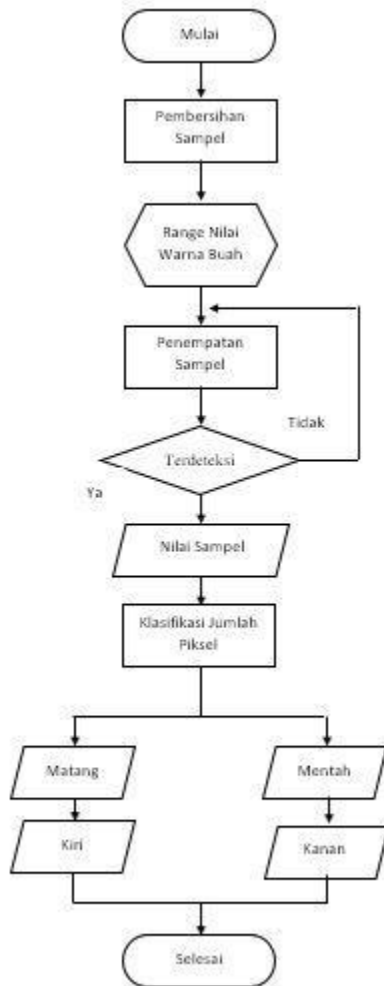 Mulai
Pembersihan
Sampel
Range Nilai
Warna Buah
Penempatan
Sampel
Tidak
Terdeteksi
Ya
Nilai Sampel
Klasifikasi Jumlah
Piksel
Matang
Mentah
Kiri
Kanan
Selesai